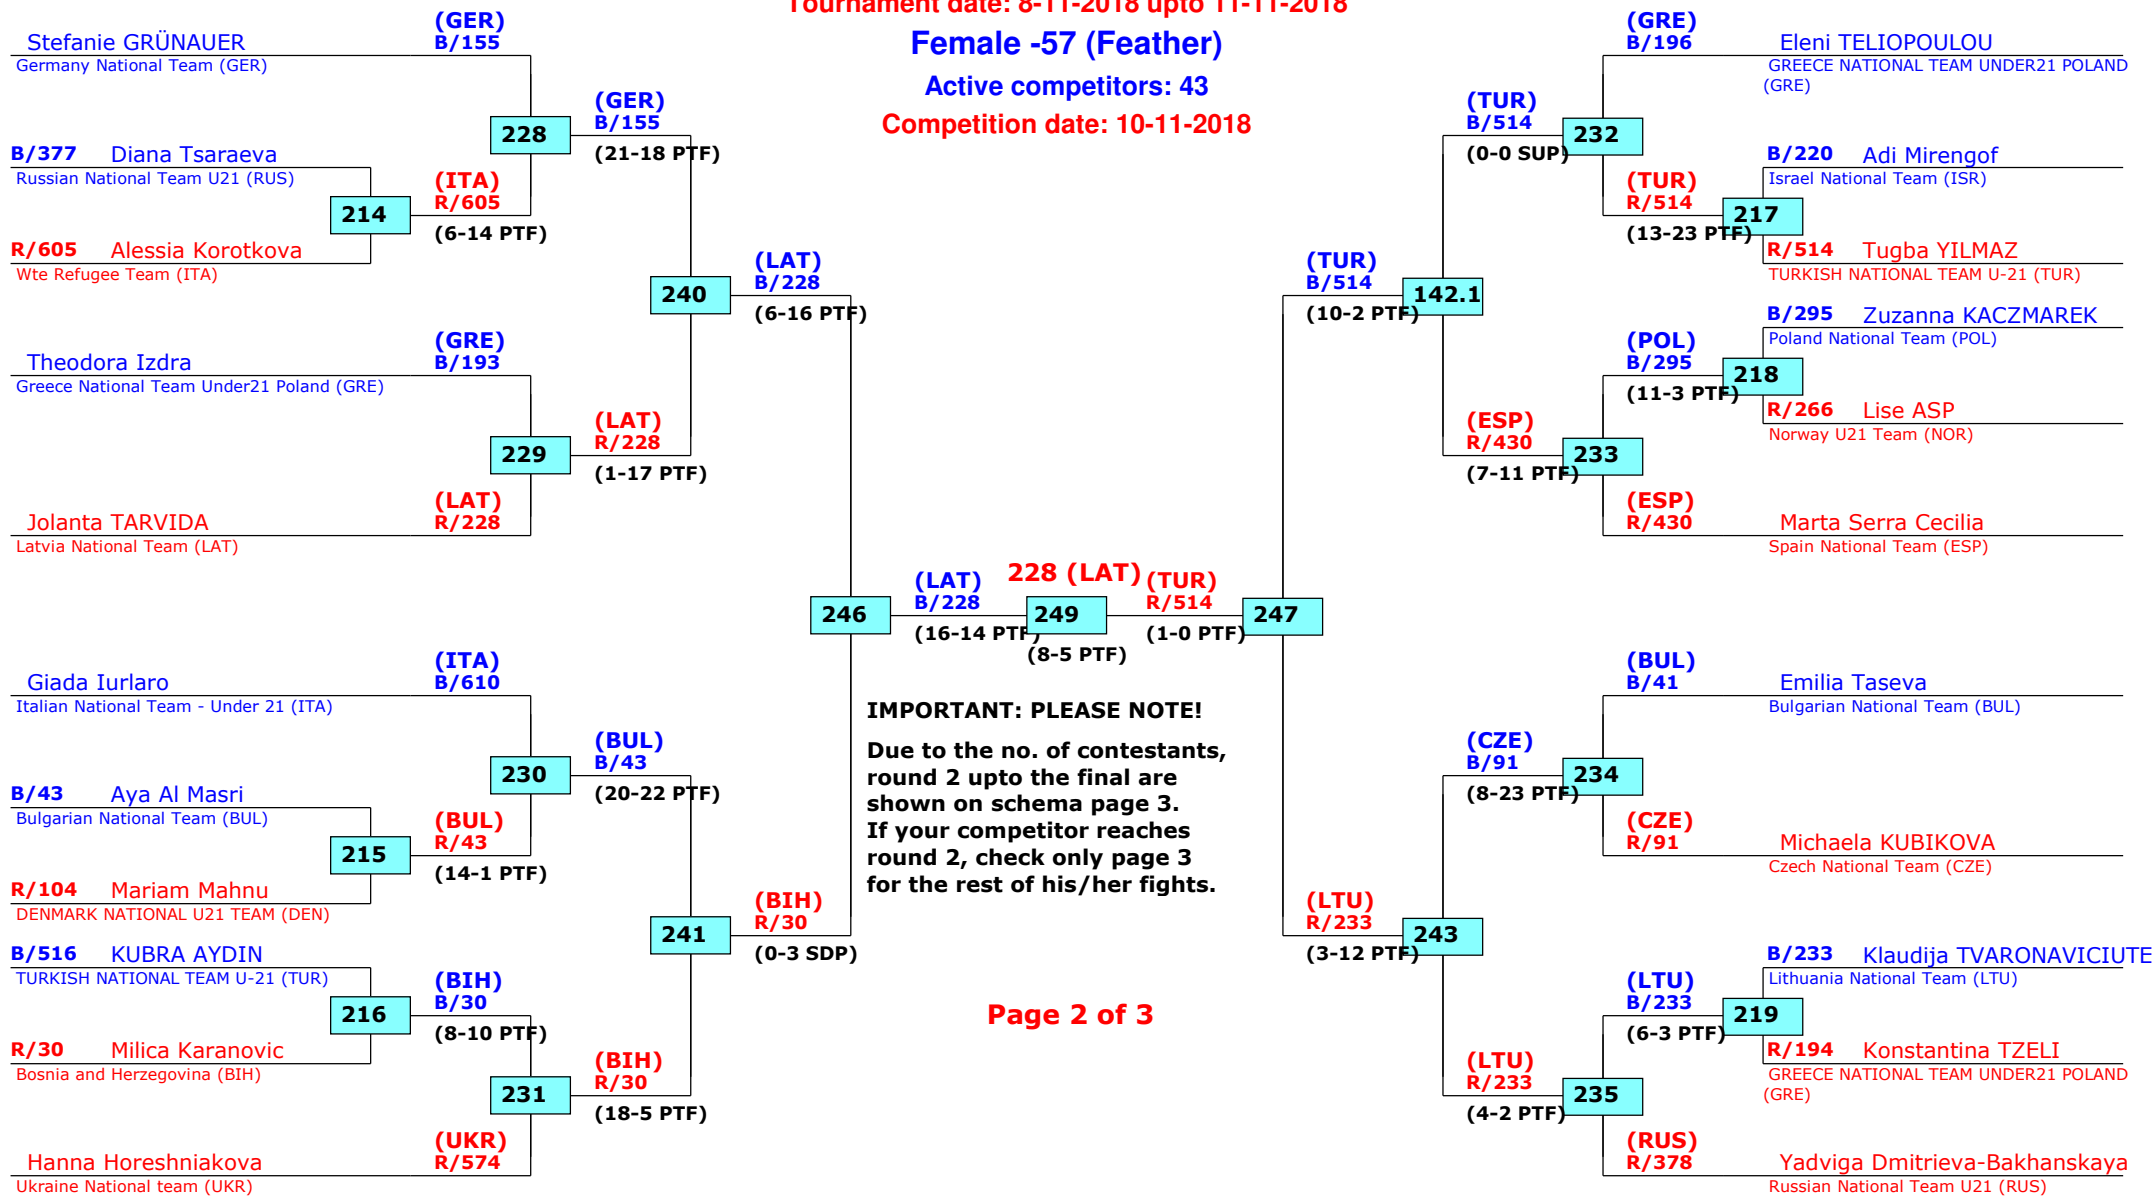 Tournament date: 8-11-2018 upto 11-11-2018
Female -57 (Feather)
Active competitors: 43
Competition date: 10-11-2018
Stefanie GRÜNAUER
Germany National Team (GER)
(GER)
B/155
B/377 Diana Tsaraeva
Russian National Team U21 (RUS)
R/605 Alessia Korotkova
Wte Refugee Team (ITA)
214
(ITA)
R/605
(6-14 PTF)
228
(GER)
B/155
(21-18 PTF)
Theodora Izdra
Greece National Team Under21 Poland (GRE)
(GRE)
B/193
Jolanta TARVIDA
Latvia National Team (LAT)
(LAT)
R/228
229
(LAT)
R/228
(1-17 PTF)
240
(LAT)
B/228
(6-16 PTF)
Giada Iurlaro
Italian National Team - Under 21 (ITA)
(ITA)
B/610
B/43 Aya Al Masri
Bulgarian National Team (BUL)
R/104 Mariam Mahnu
DENMARK NATIONAL U21 TEAM (DEN)
215
(BUL)
R/43
(14-1 PTF)
230
(BUL)
B/43
(20-22 PTF)
B/516 KUBRA AYDIN
TURKISH NATIONAL TEAM U-21 (TUR)
R/30 Milica Karanovic
Bosnia and Herzegovina (BIH)
216
(BIH)
B/30
(8-10 PTF)
Hanna Horeshniakova
Ukraine National team (UKR)
(UKR)
R/574
231
(BIH)
R/30
(18-5 PTF)
241
(BIH)
R/30
(0-3 SDP)
246
(LAT)
B/228
(16-14 PTF)
228 (LAT)
249
(8-5 PTF)
(TUR)
R/514
(1-0 PTF)
247
IMPORTANT: PLEASE NOTE!
Due to the no. of contestants,
round 2 upto the final are
shown on schema page 3.
If your competitor reaches
round 2, check only page 3
for the rest of his/her fights.
Page 2 of 3
(GRE)
B/196
Eleni TELIOPOULOU
GREECE NATIONAL TEAM UNDER21 POLAND
(GRE)
B/220 Adi Mirengof
Israel National Team (ISR)
R/514 Tugba YILMAZ
TURKISH NATIONAL TEAM U-21 (TUR)
217
(TUR)
R/514
(13-23 PTF)
232
(TUR)
B/514
(0-0 SUP)
B/295 Zuzanna KACZMAREK
Poland National Team (POL)
R/266 Lise ASP
Norway U21 Team (NOR)
218
(POL)
B/295
(11-3 PTF)
(ESP)
R/430
Marta Serra Cecilia
Spain National Team (ESP)
233
(ESP)
R/430
(7-11 PTF)
142.1
(TUR)
B/514
(10-2 PTF)
(BUL)
B/41
Emilia Taseva
Bulgarian National Team (BUL)
(CZE)
R/91
Michaela KUBIKOVA
Czech National Team (CZE)
234
(CZE)
B/91
(8-23 PTF)
B/233 Klaudija TVARONAVICIUTE
Lithuania National Team (LTU)
R/194 Konstantina TZELI
GREECE NATIONAL TEAM UNDER21 POLAND
(GRE)
219
(LTU)
B/233
(6-3 PTF)
(RUS)
R/378
Yadviga Dmitrieva-Bakhanskaya
Russian National Team U21 (RUS)
235
(LTU)
R/233
(4-2 PTF)
243
(LTU)
R/233
(3-12 PTF)